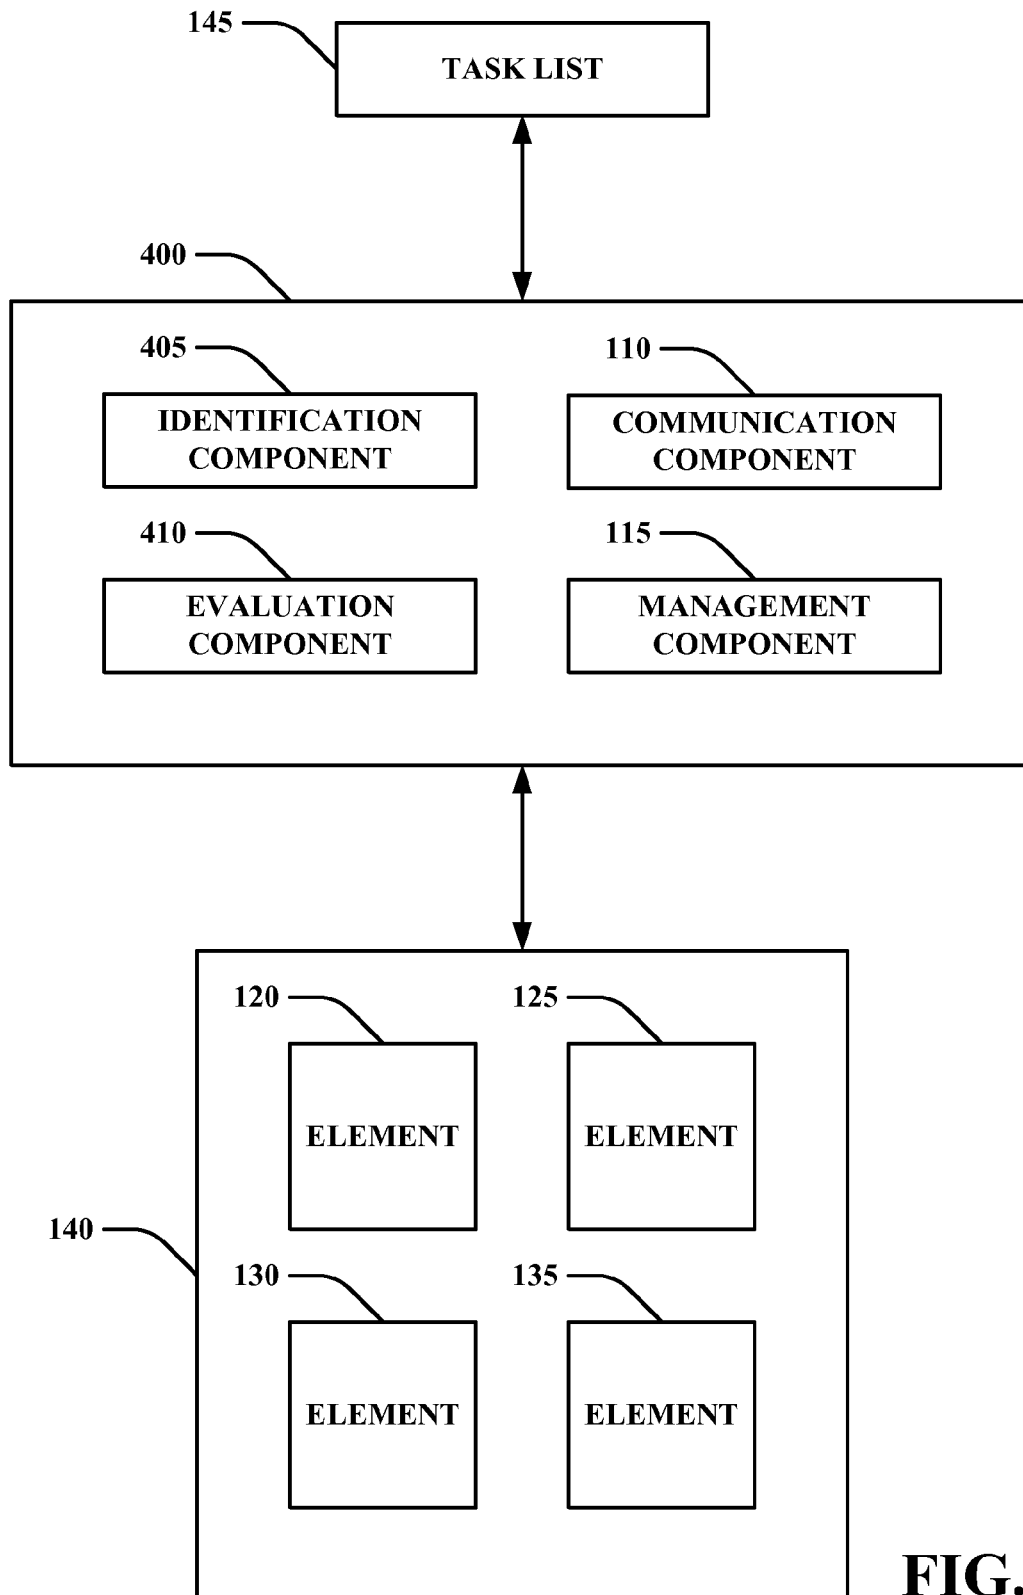 145
TASK LIST
400
405
110
IDENTIFICATION
COMPONENT
COMMUNICATION
COMPONENT
410
115
EVALUATION
COMPONENT
MANAGEMENT
COMPONENT
120
125
ELEMENT
ELEMENT
140
130
135
ELEMENT
ELEMENT
FIG.